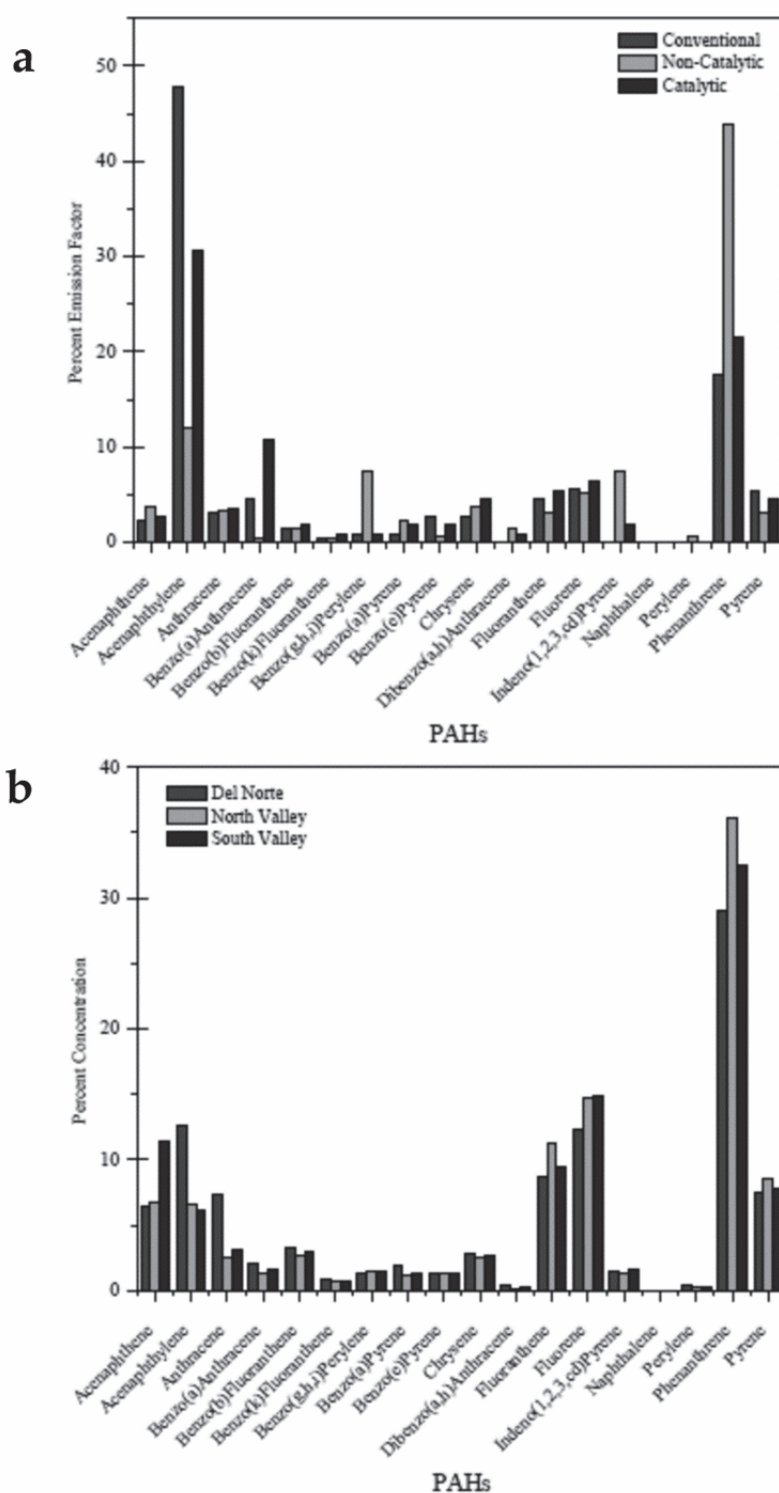 a
Conventional
Non-Catalytic
Catalytic
50
40
30
20
10
0
Percent Emission Factor
Acenaphthene
Acenaphthylene
Anthracene
Benzo(a)Anthracene
Benzo(b)Fluoranthene
Benzo(k)Fluoranthene
Benzo(g,h,i)Perylene
Benzo(a)Pyrene
Benzo(e)Pyrene
Chrysene
Dibenzo(a,h)Anthracene
Fluoranthene
Fluorene
Indeno(1,2,3,cd)Pyrene
Naphthalene
Perylene
Phenanthrene
Pyrene
PAHs
b
Del Norte
North Valley
South Valley
40
30
20
10
0
Percent Concentration
Acenaphthene
Acenaphthylene
Anthracene
Benzo(a)Anthracene
Benzo(b)Fluoranthene
Benzo(k)Fluoranthene
Benzo(g,h,i)Perylene
Benzo(a)Pyrene
Benzo(e)Pyrene
Chrysene
Dibenzo(a,h)Anthracene
Fluoranthene
Fluorene
Indeno(1,2,3,cd)Pyrene
Naphthalene
Perylene
Phenanthrene
Pyrene
PAHs